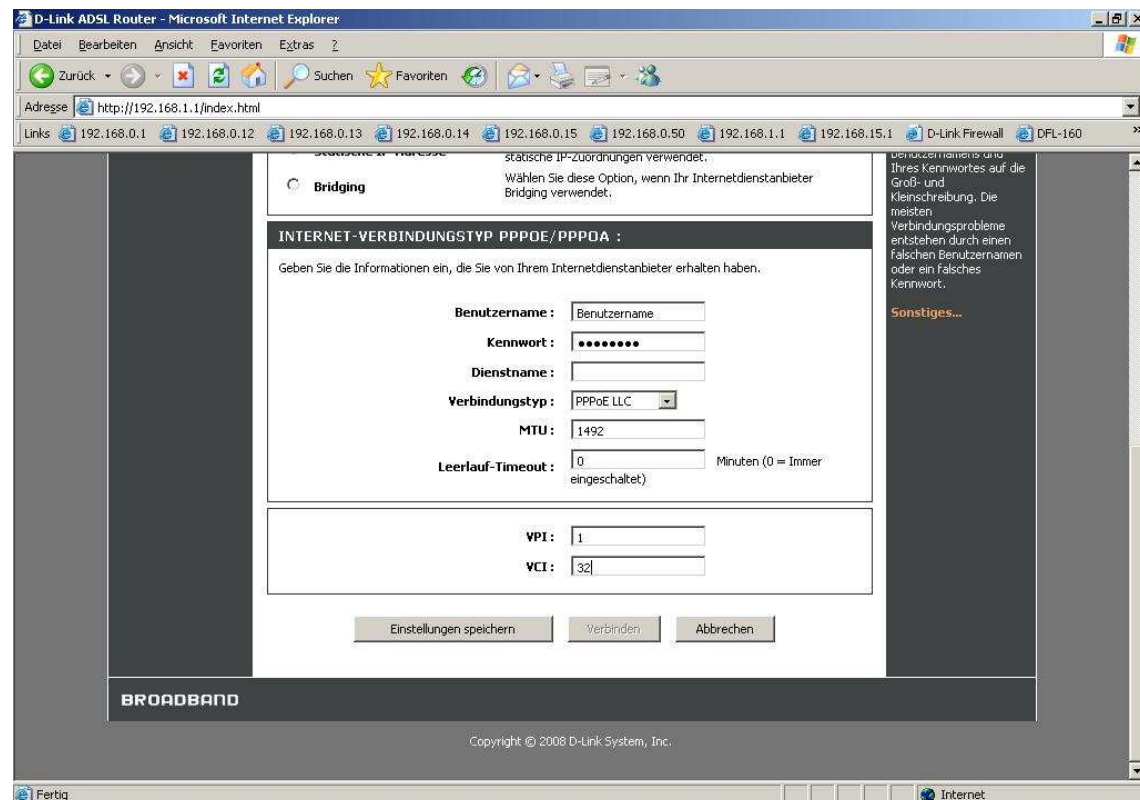 D-Link ADSL Router - Microsoft Internet Explorer
Datei Bearbeiten Ansicht Favoriten Extras ?
Zurück Suchen Favoriten
Adresse http://192.168.1.1/index.html
Links 192.168.0.1 192.168.0.12 192.168.0.13 192.168.0.14 192.168.0.15 192.168.0.50 192.168.1.1 192.168.15.1 D-Link Firewall DFL-160 »
Statische IP-Adresse
statische IP-Zuordnungen verwendet.
Bridging
Wählen Sie diese Option, wenn Ihr Internetdienstanbieter
Bridging verwendet.
INTERNET-VERBINDUNGSTYP PPPOE/PPPOA :
Geben Sie die Informationen ein, die Sie von Ihrem Internetdienstanbieter erhalten haben.
Benutzername : Benutzername
Kennwort : ••••••••
Dienstname :
Verbindungstyp : PPPoE LLC
MTU : 1492
Leerlauf-Timeout : 0 Minuten (0 = Immer
eingeschaltet)
VPI : 1
VCI : 32
Einstellungen speichern Verbinden Abbrechen
Benutzernamens und
Ihres Kennwortes auf die
Groß- und
Kleinschreibung. Die
meisten
Verbindungsprobleme
entstehen durch einen
falschen Benutzernamen
oder ein falsches
Kennwort.
Sonstiges...
BROADBAND
Copyright © 2008 D-Link System, Inc.
Fertig Internet